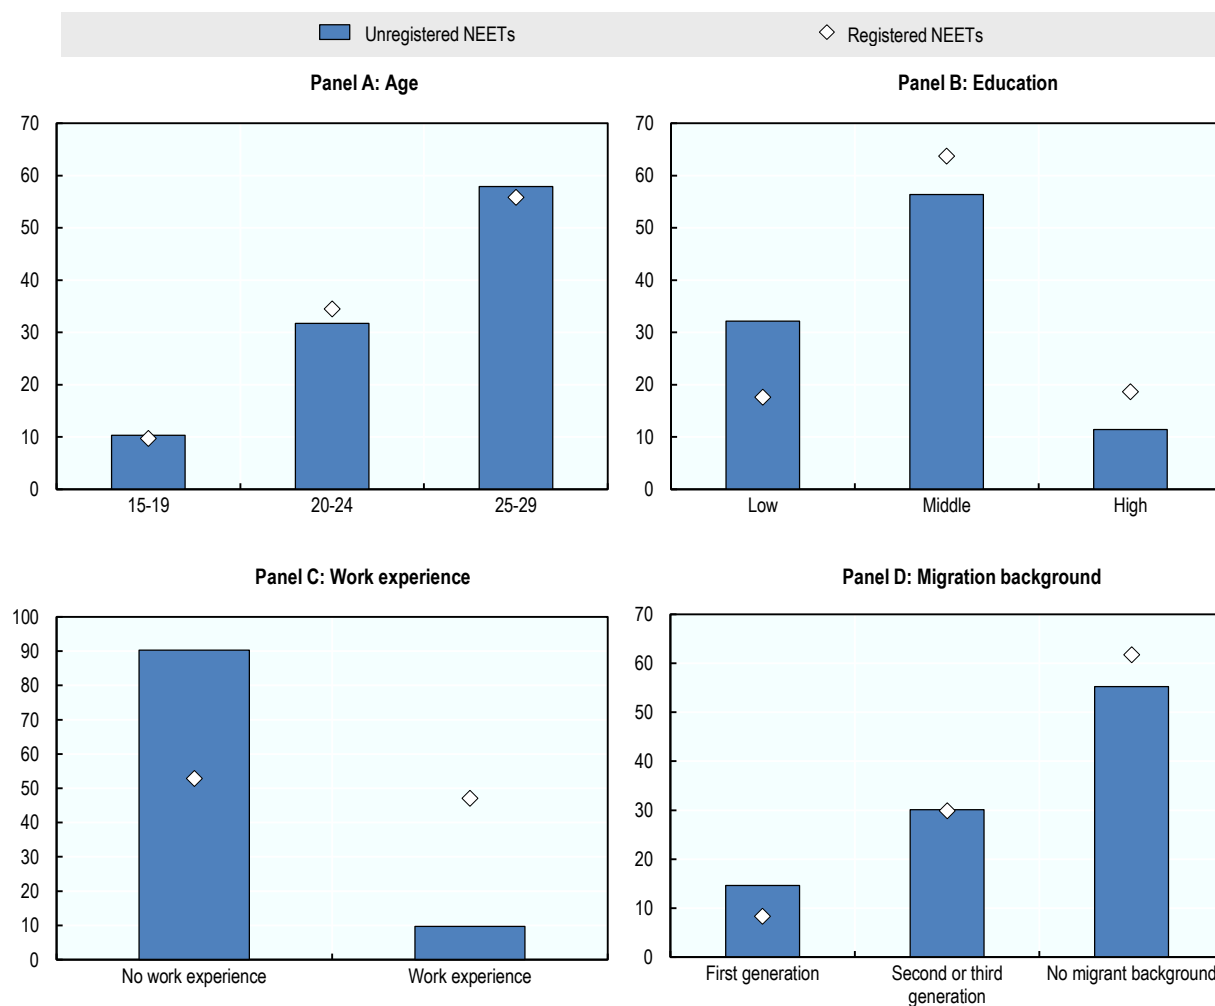 Unregistered NEETs
Registered NEETs
Panel A: Age
70
60
50
40
30
20
10
0
15-19
20-24
25-29
Panel B: Education
70
60
50
40
30
20
10
0
Low
Middle
High
Panel C: Work experience
100
90
80
70
60
50
40
30
20
10
0
No work experience
Work experience
Panel D: Migration background
70
60
50
40
30
20
10
0
First generation
Second or third
generation
No migrant background